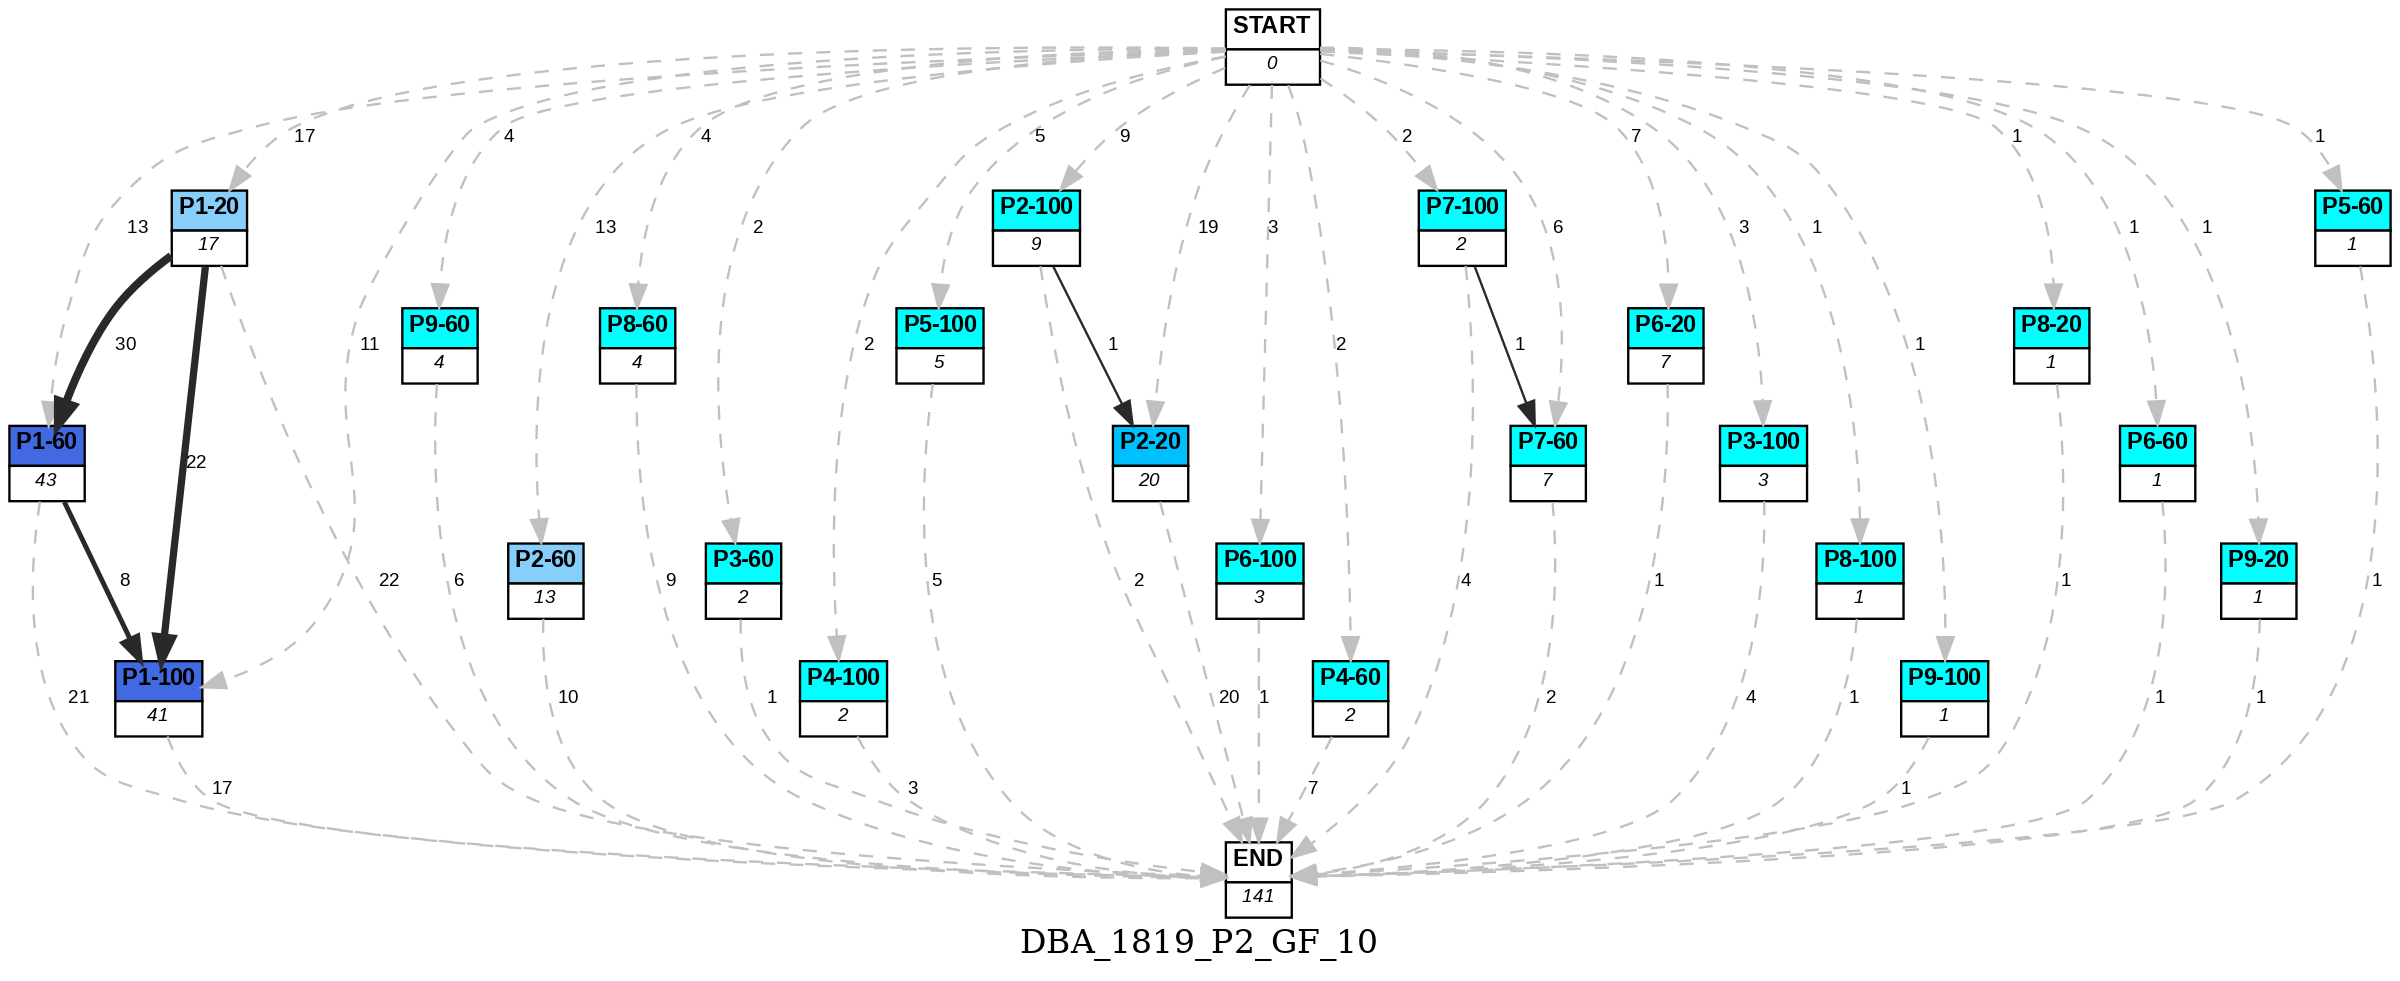 START
0
17
4
4
5
9
2
7
1
1
P1-20
17
P2-100
9
P7-100
2
P5-60
1
13
13
2
19
3
6
3
1
1
1
P9-60
4
P8-60
4
P5-100
5
P6-20
7
P8-20
1
30
11
2
1
2
1
1
P1-60
43
P2-20
20
P7-60
7
P3-100
3
P6-60
1
22
P2-60
13
P3-60
2
P6-100
3
P8-100
1
P9-20
1
8
22
6
9
5
2
4
1
1
1
P1-100
41
P4-100
2
P4-60
2
P9-100
1
21
10
1
20
1
2
4
1
1
1
17
3
7
1
END
141
DBA_1819_P2_GF_10